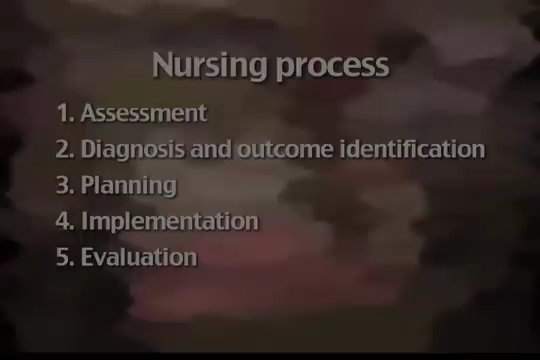 Nursing process
1. Assessment
2. Diagnosis and outcome identification
3. Planning
4. Implementation
5. Evaluation